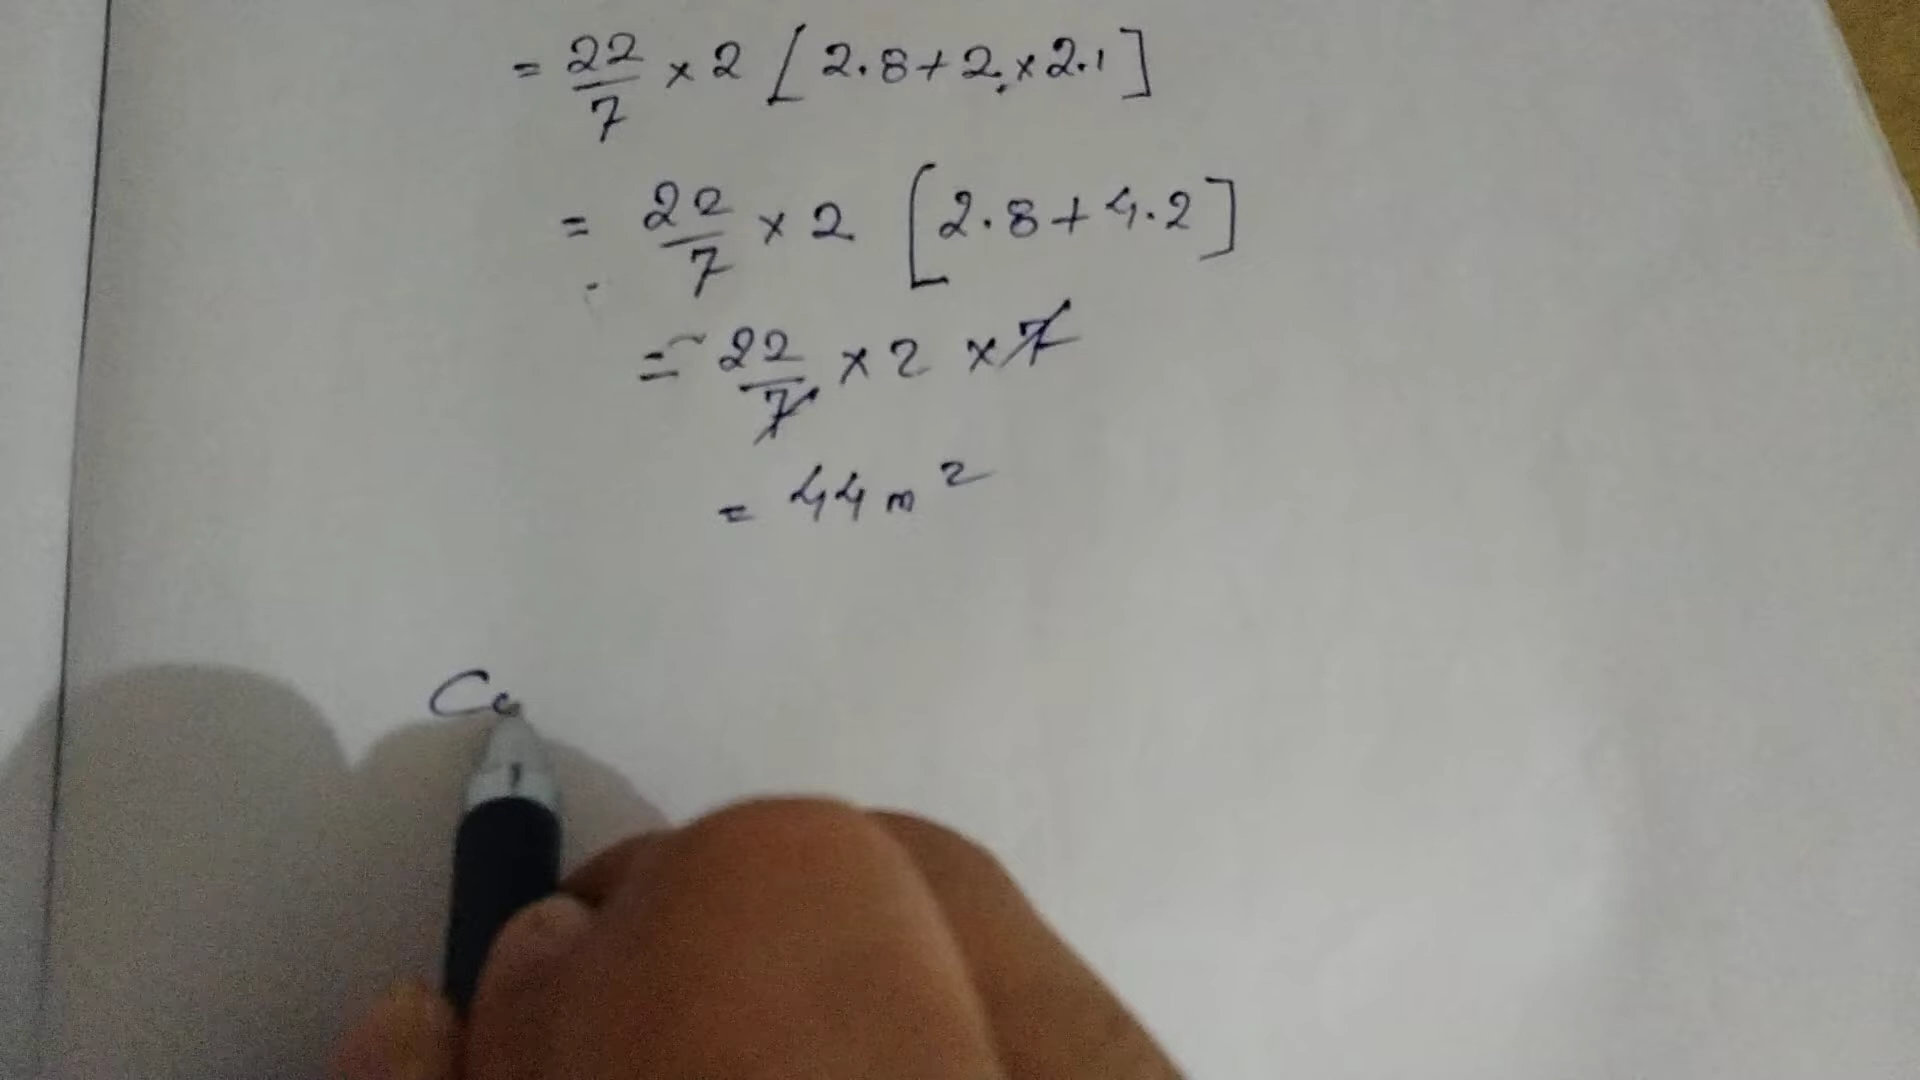 = 22/7 × 2 [2.8 + 2 × 2.1]
= 22/7 × 2 [2.8 + 4.2]
= 22/7 × 2 × 7
= 44 m²